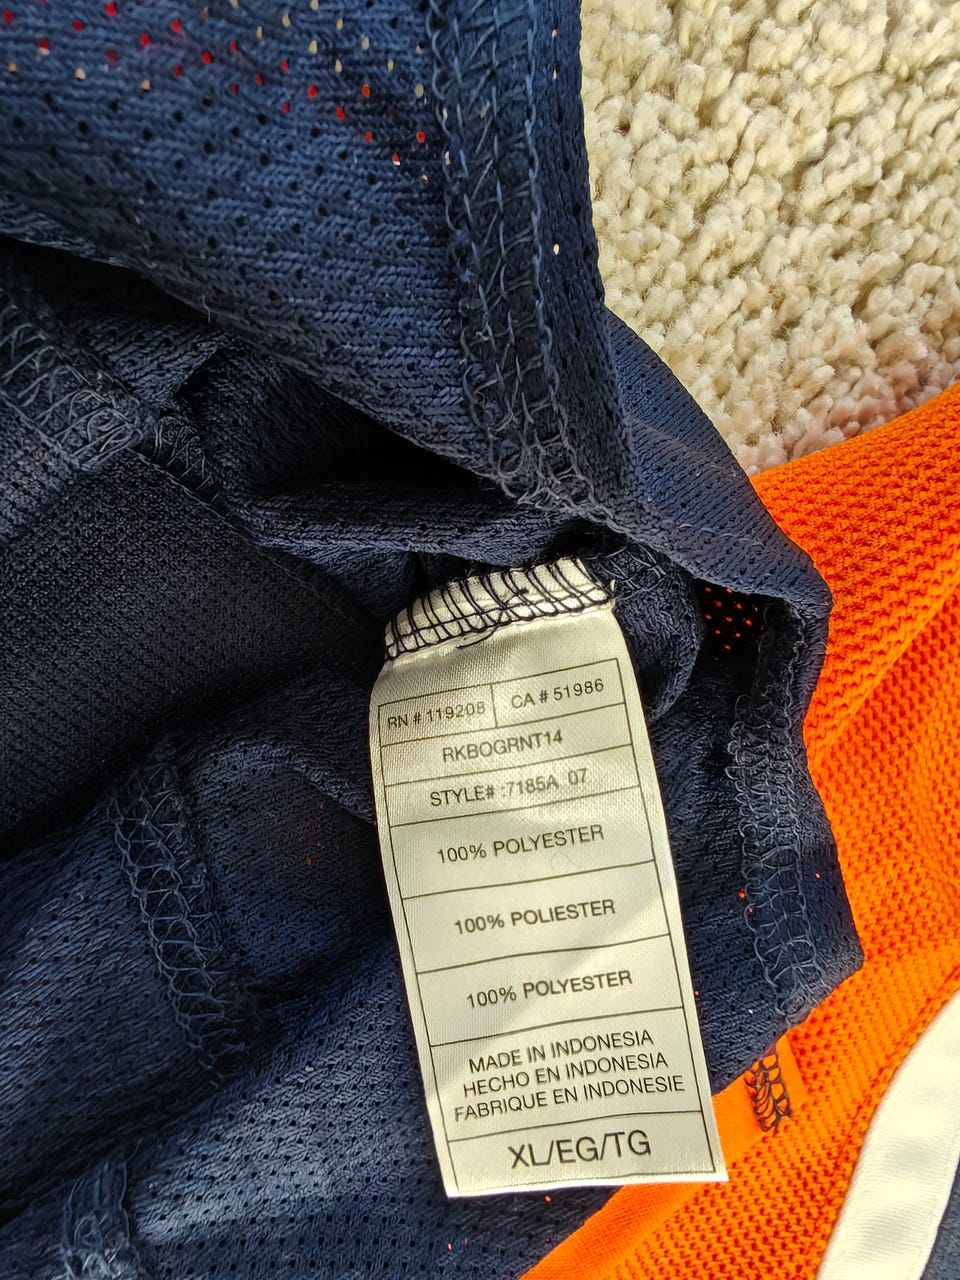 RN # 119208 CA # 51986
RKBOGRNT14
STYLE# :7185A 07
100% POLYESTER
100% POLIESTER
100% POLYESTER
MADE IN INDONESIA
HECHO EN INDONESIA
FABRIQUE EN INDONESIE
XL/EG/TG